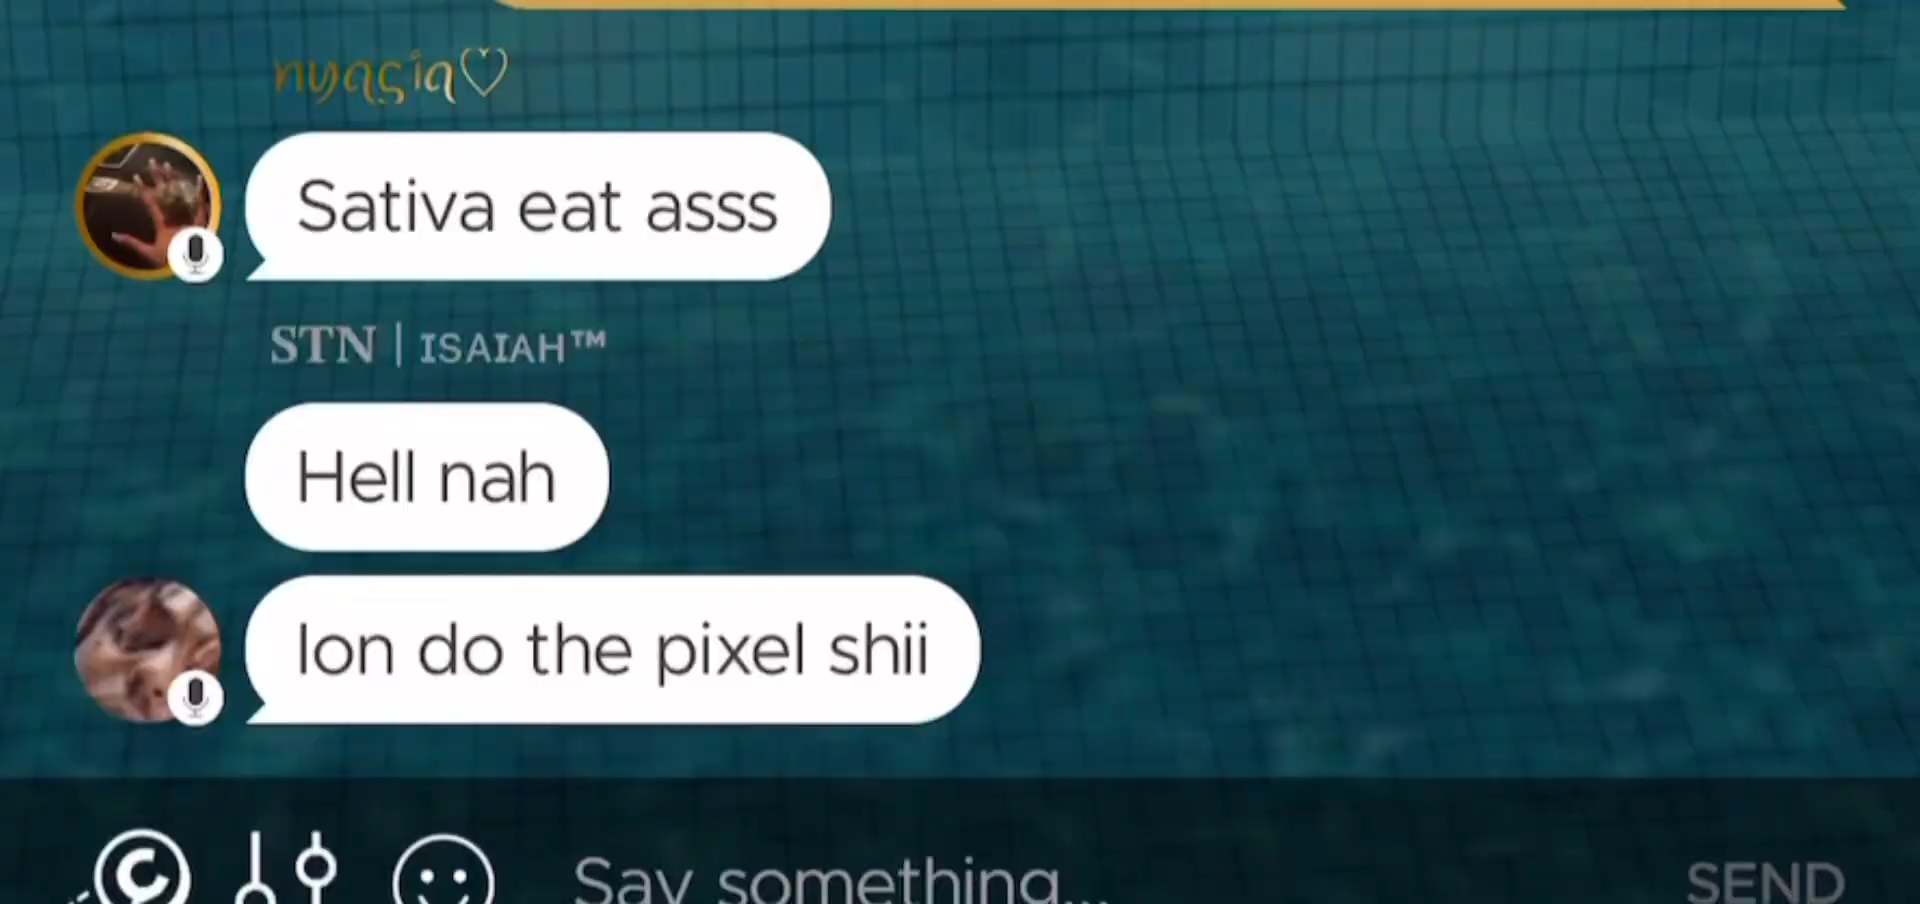 nyasia♡
Sativa eat asss
STN | ISAIAH™
Hell nah
Ion do the pixel shii
Say something...
SEND